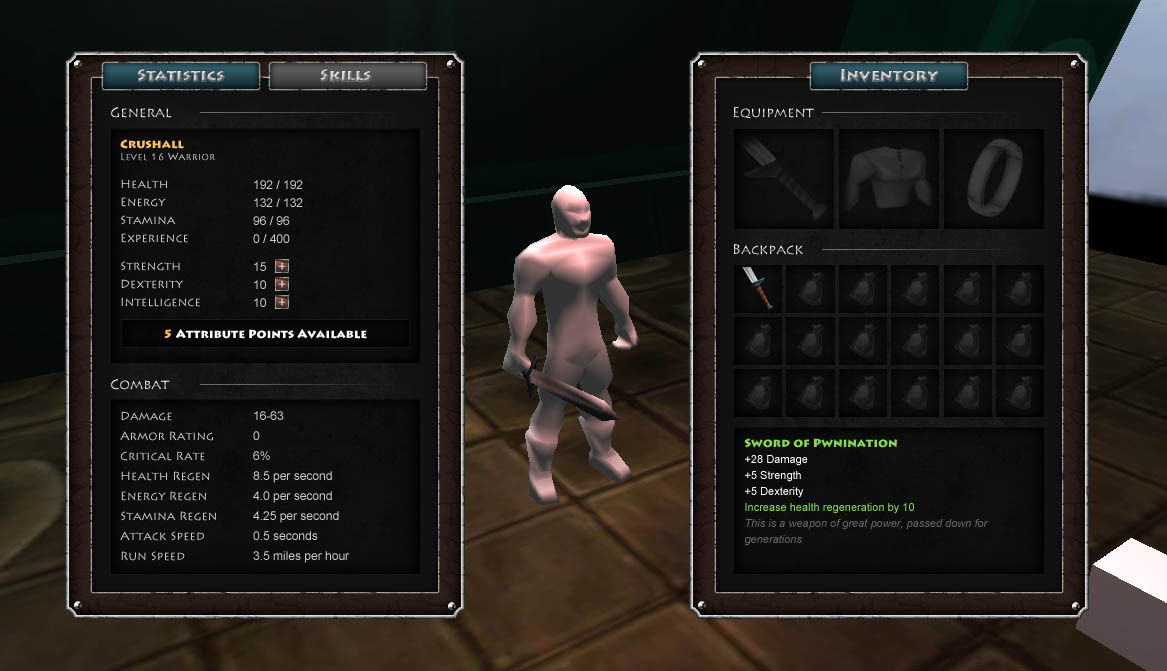 Statistics
Skills
General
Crushall
Level 16 Warrior
Health 192 / 192
Energy 132 / 132
Stamina 96 / 96
Experience 0 / 400
Strength 15 +
Dexterity 10 +
Intelligence 10 +
5 Attribute Points Available
Combat
Damage 16-63
Armor Rating 0
Critical Rate 6%
Health Regen 8.5 per second
Energy Regen 4.0 per second
Stamina Regen 4.25 per second
Attack Speed 0.5 seconds
Run Speed 3.5 miles per hour
Inventory
Equipment
Backpack
Sword of Pwnination
+28 Damage
+5 Strength
+5 Dexterity
Increase health regeneration by 10
This is a weapon of great power, passed down for
generations